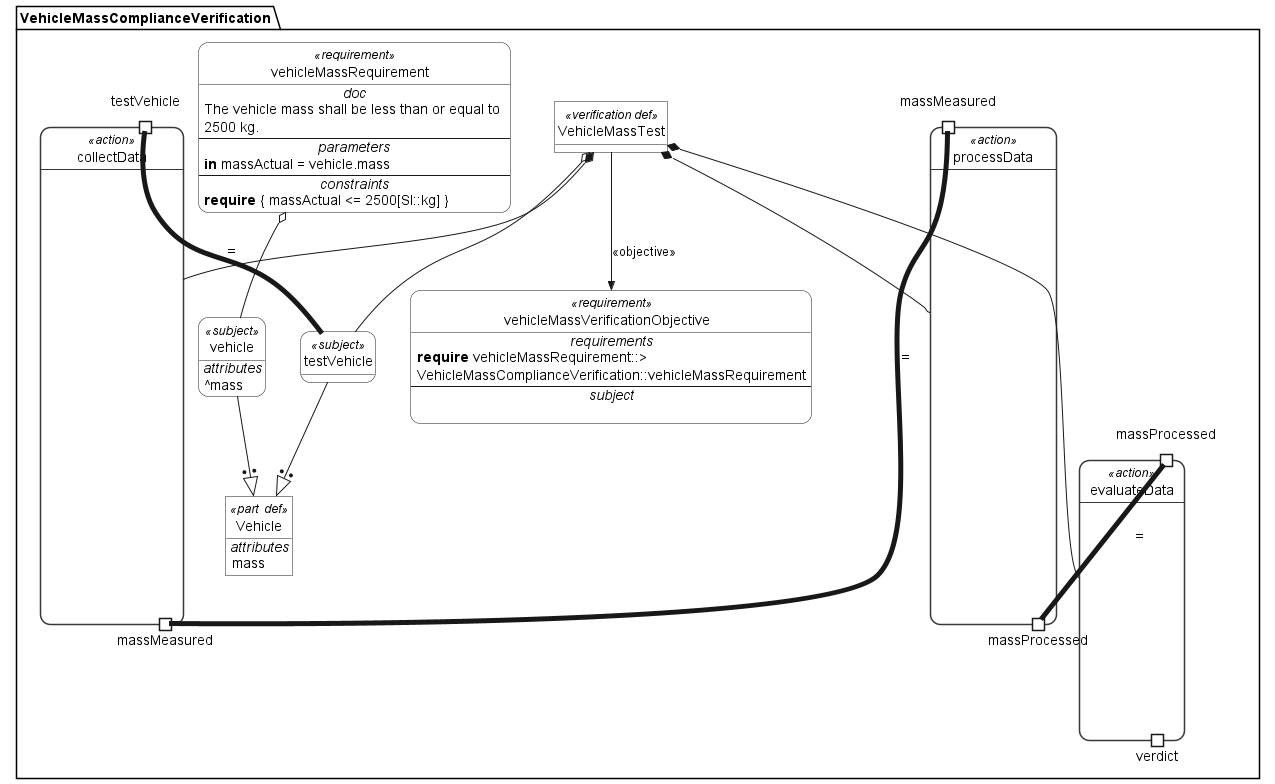 VehicleMassComplianceVerification
«requirement»
vehicleMassRequirement
doc
The vehicle mass shall be less than or equal to
2500 kg.
parameters
in massActual = vehicle.mass
constraints
require { massActual <= 2500[SI::kg] }
testVehicle
«action»
collectData
«verification def»
VehicleMassTest
massMeasured
«action»
processData
=
«objective»
«subject»
vehicle
attributes
^mass
«subject»
testVehicle
«requirement»
vehicleMassVerificationObjective
requirements
require vehicleMassRequirement::>
VehicleMassComplianceVerification::vehicleMassRequirement
subject
=
massProcessed
«action»
evaluateData
=
«part def»
Vehicle
attributes
mass
massMeasured
massProcessed
verdict